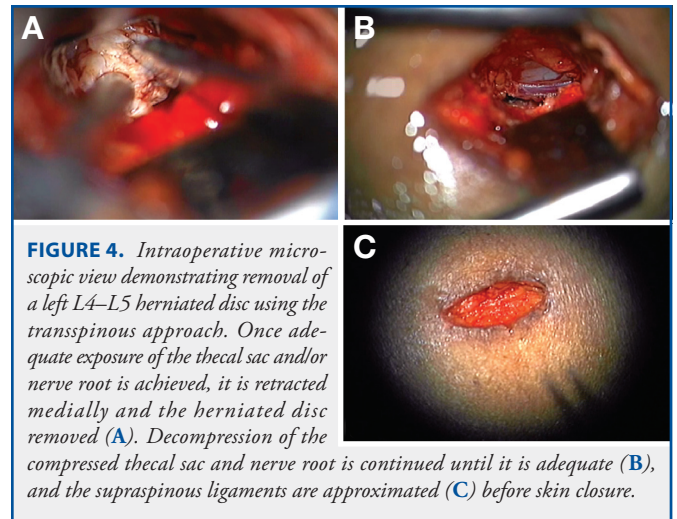 A
B
C
FIGURE 4. Intraoperative micro-
scopic view demonstrating removal of
a left L4–L5 herniated disc using the
transspinous approach. Once ade-
quate exposure of the thecal sac and/or
nerve root is achieved, it is retracted
medially and the herniated disc
removed (A). Decompression of the
compressed thecal sac and nerve root is continued until it is adequate (B),
and the supraspinous ligaments are approximated (C) before skin closure.